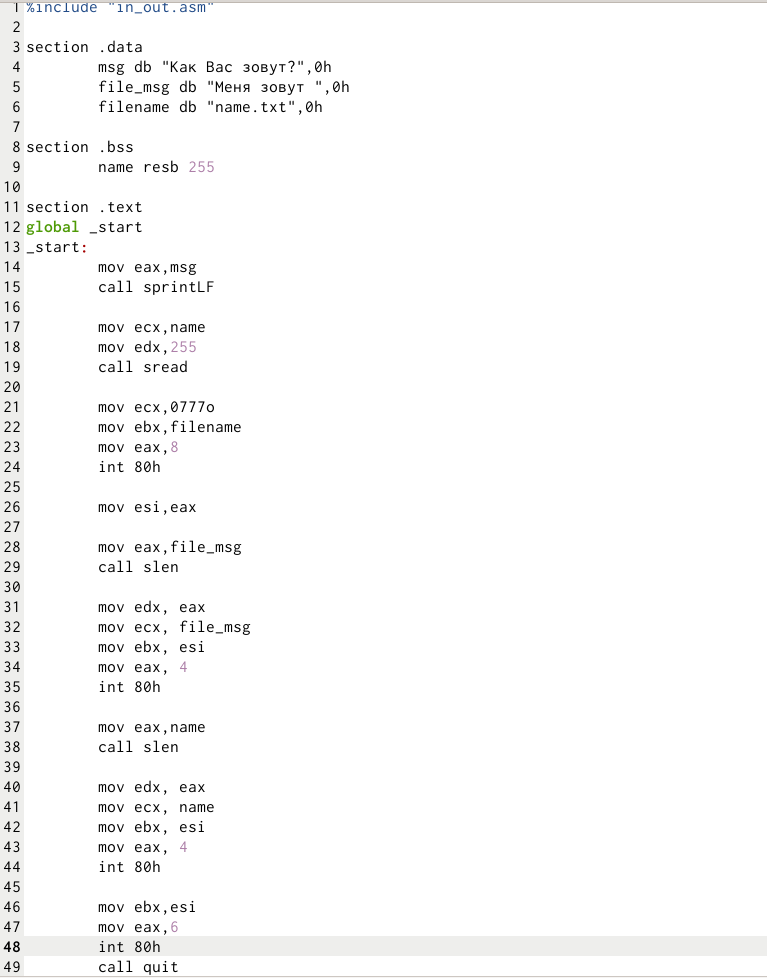 1 %include "in_out.asm"
2
3 section .data
4 msg db "Как Вас зовут?",0h
5 file_msg db "Меня зовут ",0h
6 filename db "name.txt",0h
7
8 section .bss
9 name resb 255
10
11 section .text
12 global _start
13 _start:
14 mov eax,msg
15 call sprintLF
16
17 mov ecx,name
18 mov edx,255
19 call sread
20
21 mov ecx,0777o
22 mov ebx,filename
23 mov eax,8
24 int 80h
25
26 mov esi,eax
27
28 mov eax,file_msg
29 call slen
30
31 mov edx, eax
32 mov ecx, file_msg
33 mov ebx, esi
34 mov eax, 4
35 int 80h
36
37 mov eax,name
38 call slen
39
40 mov edx, eax
41 mov ecx, name
42 mov ebx, esi
43 mov eax, 4
44 int 80h
45
46 mov ebx,esi
47 mov eax,6
48 int 80h
49 call quit